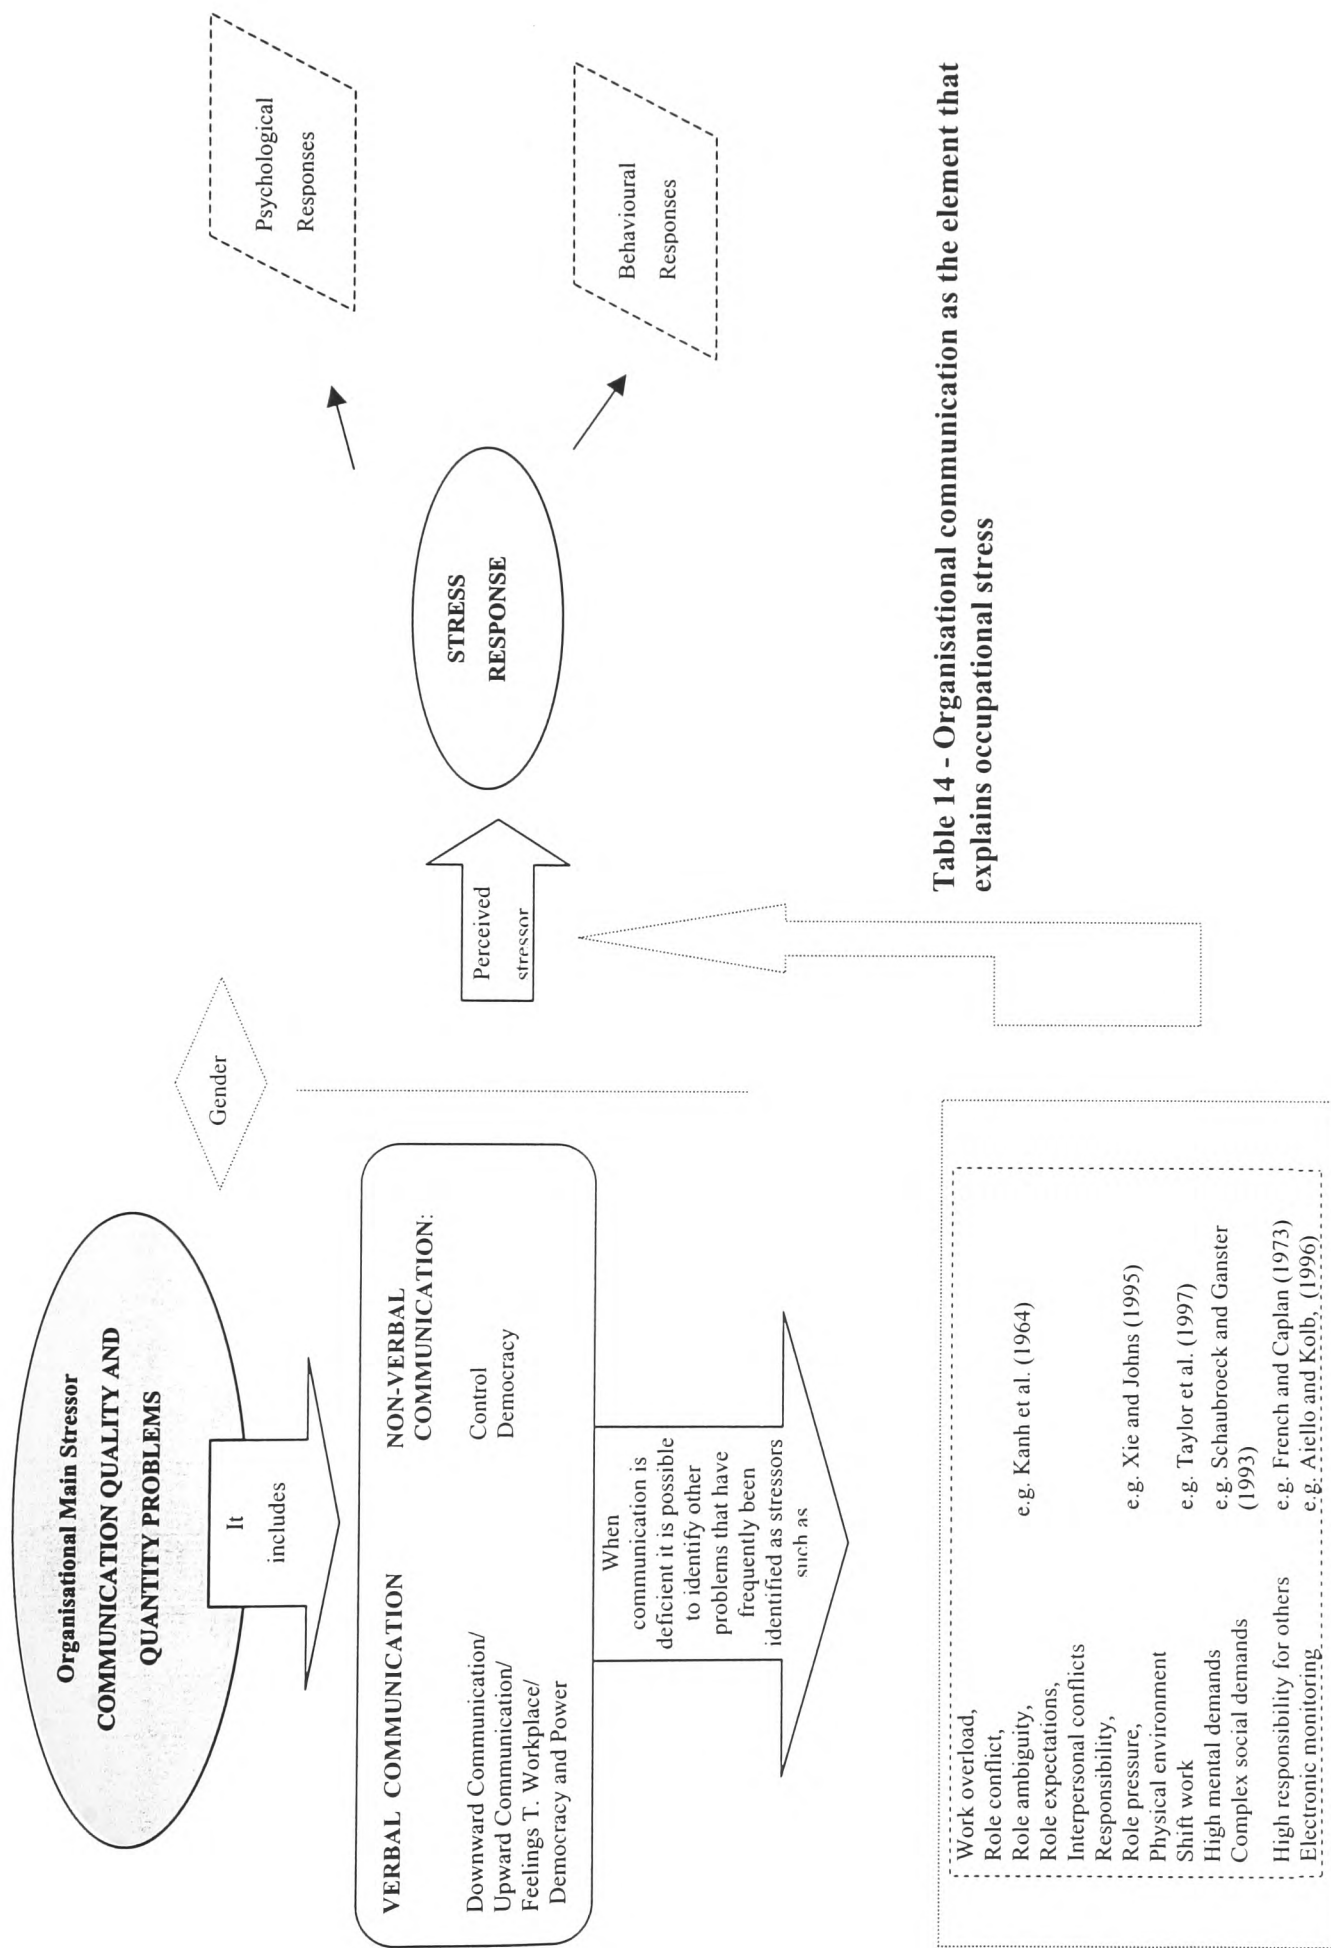 Organisational Main Stressor
COMMUNICATION QUALITY AND
QUANTITY PROBLEMS
It
includes
VERBAL COMMUNICATION
Downward Communication/
Upward Communication/
Feelings T. Workplace/
Democracy and Power
NON-VERBAL
COMMUNICATION:
Control
Democracy
When
communication is
deficient it is possible
to identify other
problems that have
frequently been
identified as stressors
such as
Work overload,
Role conflict,
Role ambiguity, e.g. Kanh et al. (1964)
Role expectations,
Interpersonal conflicts
Responsibility,
Role pressure, e.g. Xie and Johns (1995)
Physical environment
Shift work e.g. Taylor et al. (1997)
High mental demands e.g. Schaubroeck and Ganster
Complex social demands (1993)
High responsibility for others e.g. French and Caplan (1973)
Electronic monitoring e.g. Aiello and Kolb, (1996)
Gender
Perceived
stressor
STRESS
RESPONSE
Psychological
Responses
Behavioural
Responses
Table 14 - Organisational communication as the element that
explains occupational stress